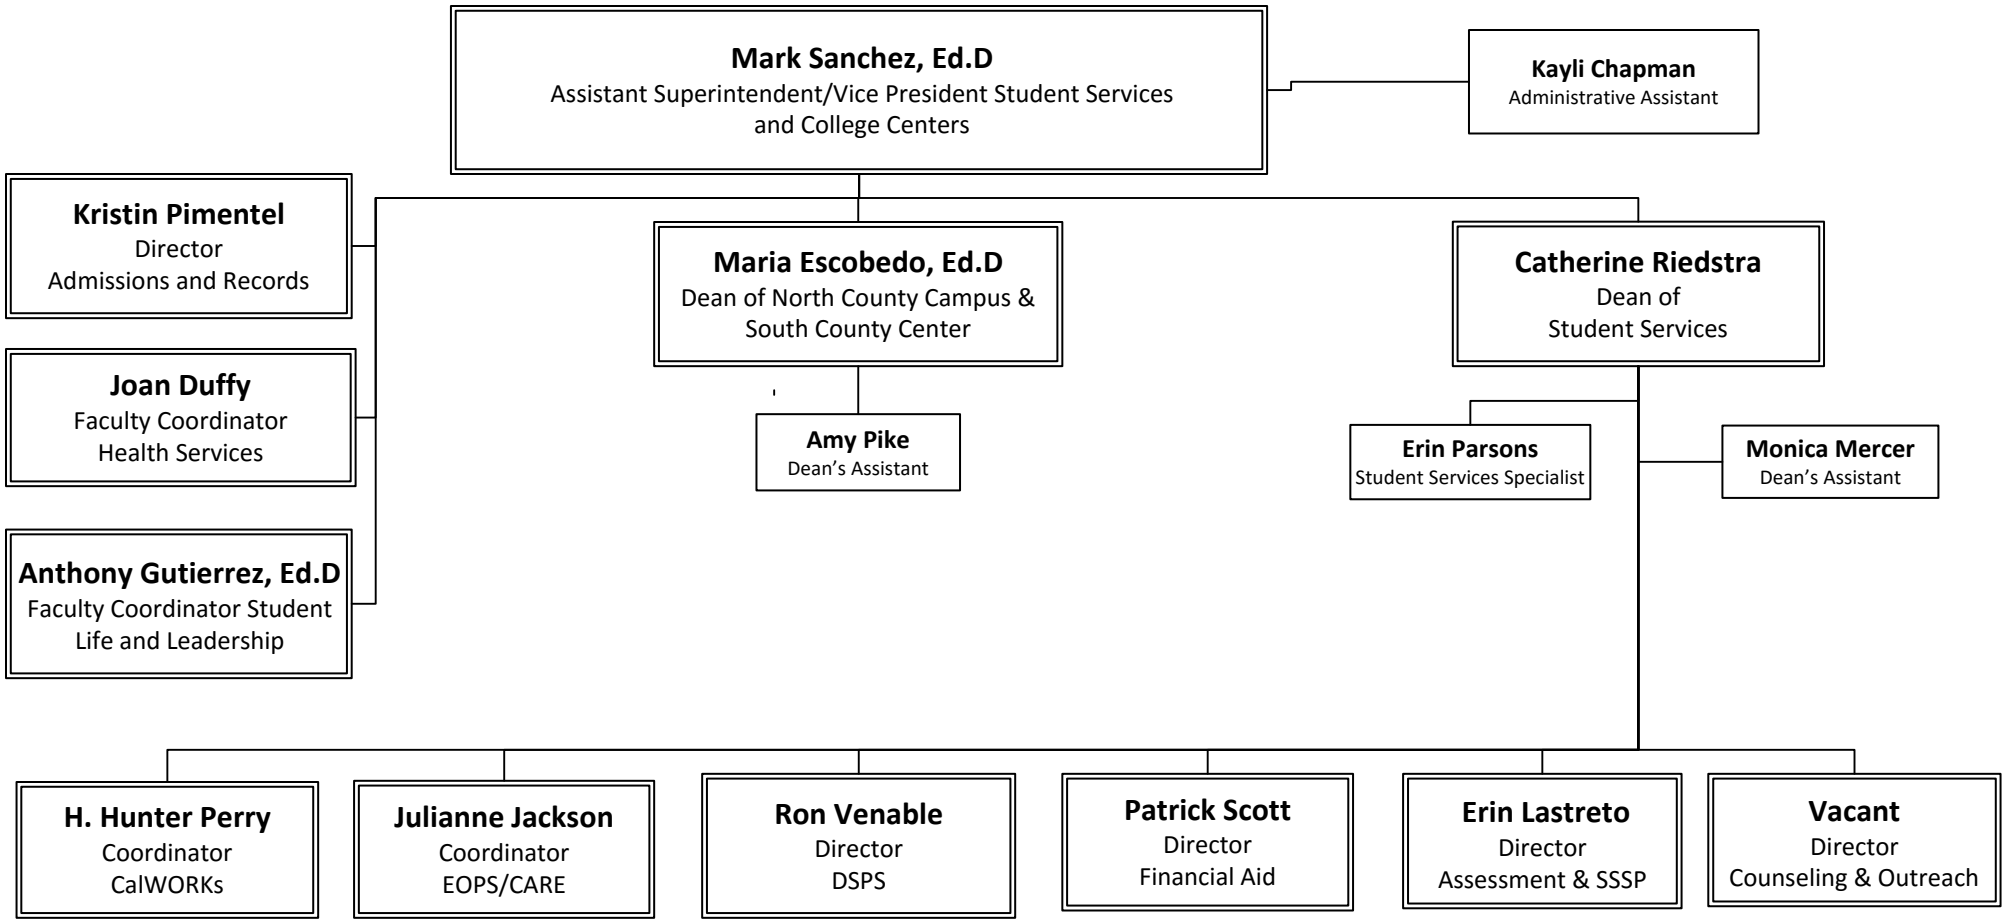 Mark Sanchez, Ed.D
Assistant Superintendent/Vice President Student Services
and College Centers
Kayli Chapman
Administrative Assistant
Kristin Pimentel
Director
Admissions and Records
Maria Escobedo, Ed.D
Dean of North County Campus &
South County Center
Catherine Riedstra
Dean of
Student Services
Joan Duffy
Faculty Coordinator
Health Services
Amy Pike
Dean’s Assistant
Erin Parsons
Student Services Specialist
Monica Mercer
Dean’s Assistant
Anthony Gutierrez, Ed.D
Faculty Coordinator Student
Life and Leadership
H. Hunter Perry
Coordinator
CalWORKs
Julianne Jackson
Coordinator
EOPS/CARE
Ron Venable
Director
DSPS
Patrick Scott
Director
Financial Aid
Erin Lastreto
Director
Assessment & SSSP
Vacant
Director
Counseling & Outreach